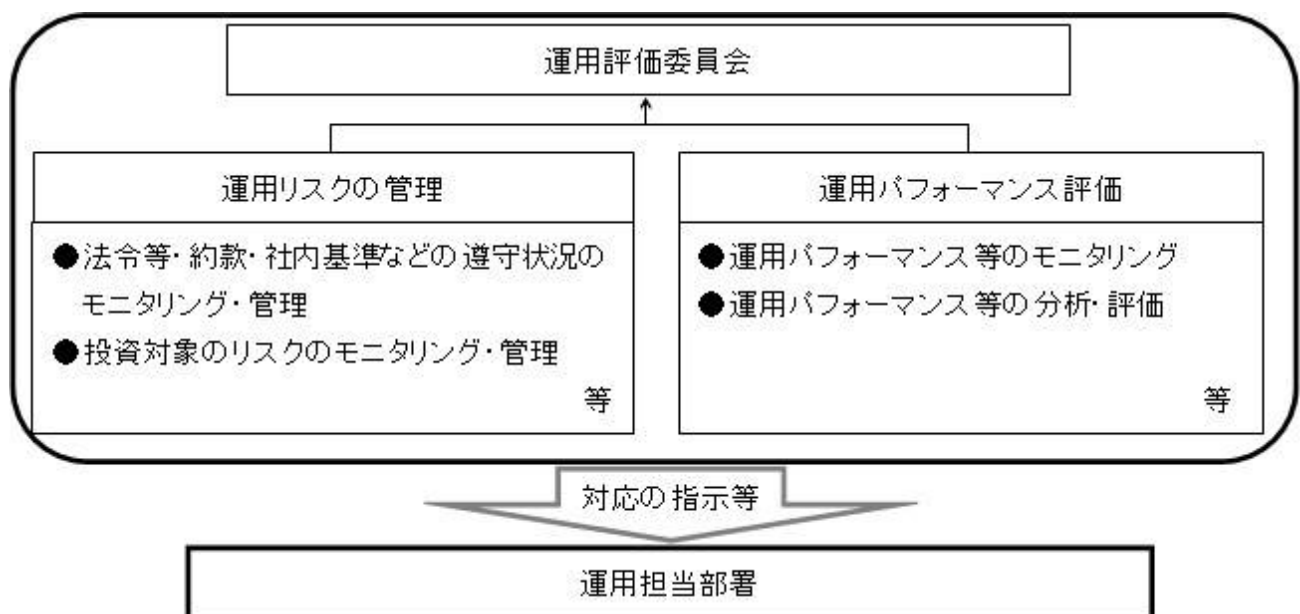 運用評価委員会
運用リスクの管理
●法令等・約款・社内基準などの遵守状況の
モニタリング・管理
●投資対象のリスクのモニタリング・管理
等
運用パフォーマンス評価
●運用パフォーマンス等のモニタリング
●運用パフォーマンス等の分析・評価
等
対応の指示等
運用担当部署